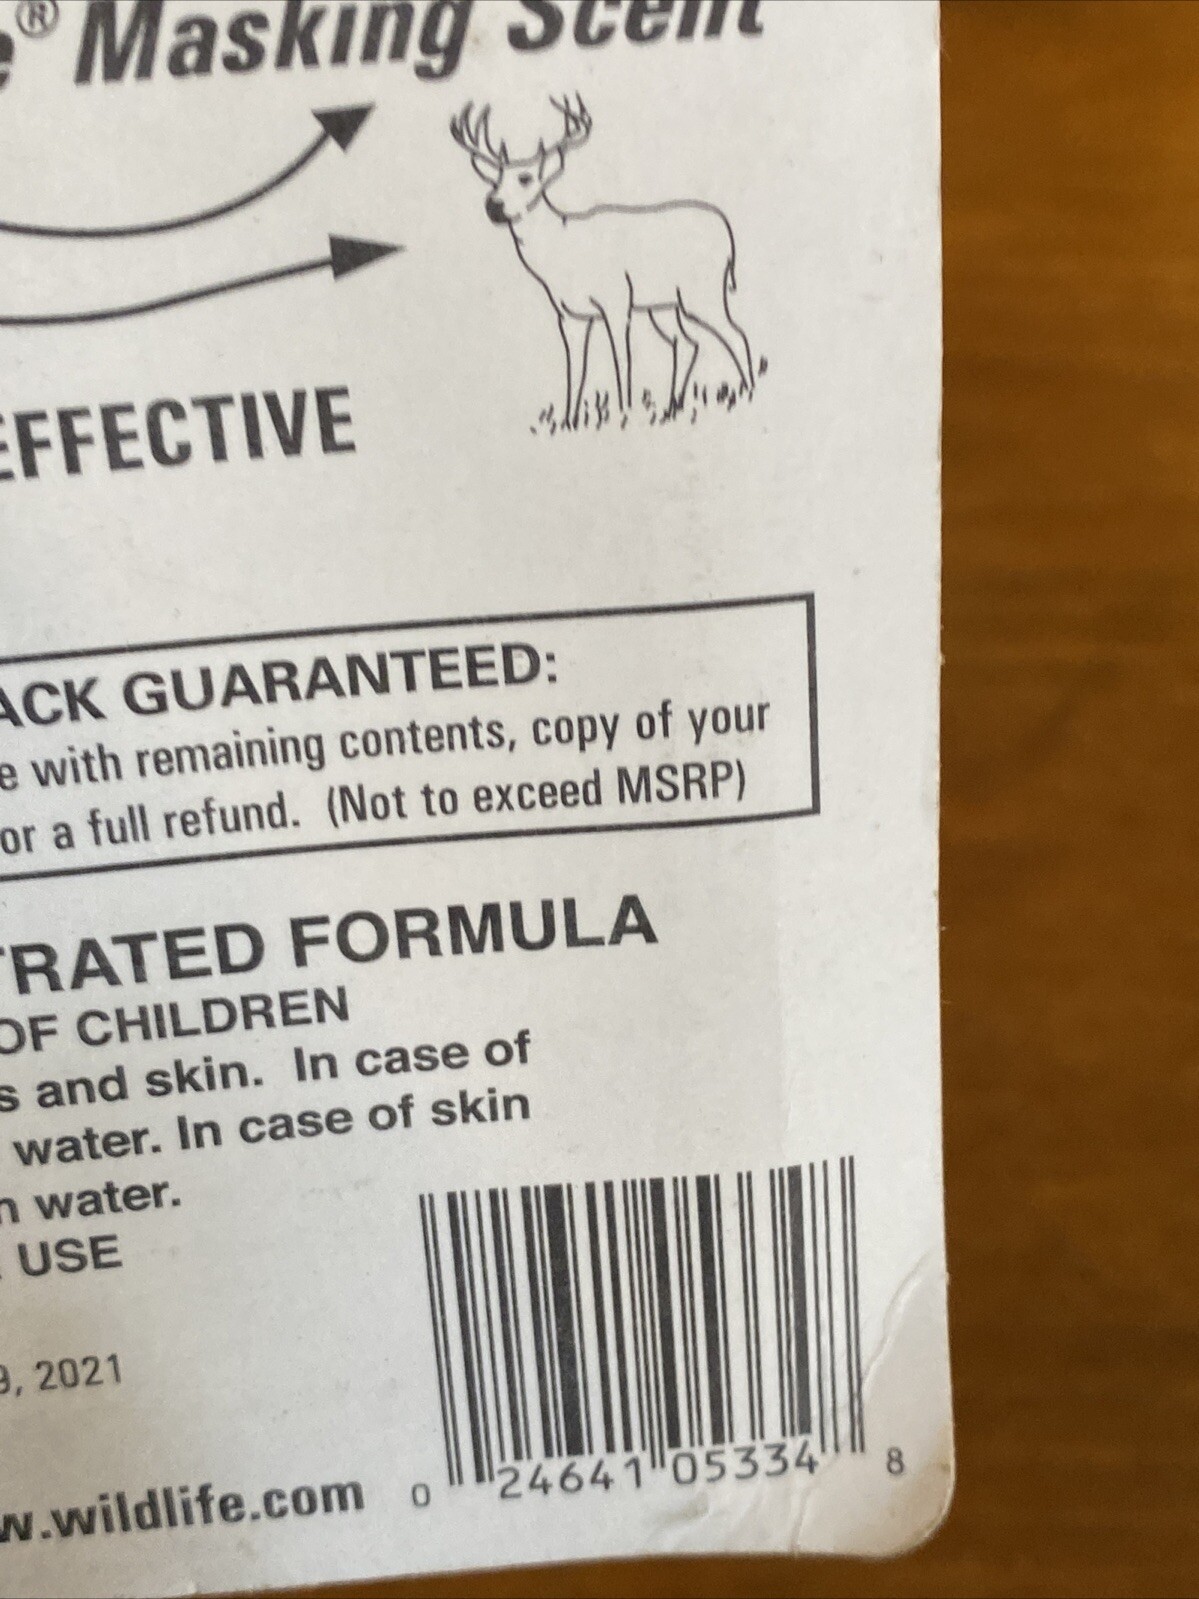 ® Masking Scent
EFFECTIVE
ACK GUARANTEED:
e with remaining contents, copy of your
or a full refund. (Not to exceed MSRP)
TRATED FORMULA
OF CHILDREN
s and skin. In case of
water. In case of skin
n water.
USE
9, 2021
w.wildlife.com
0 24641 05334 8